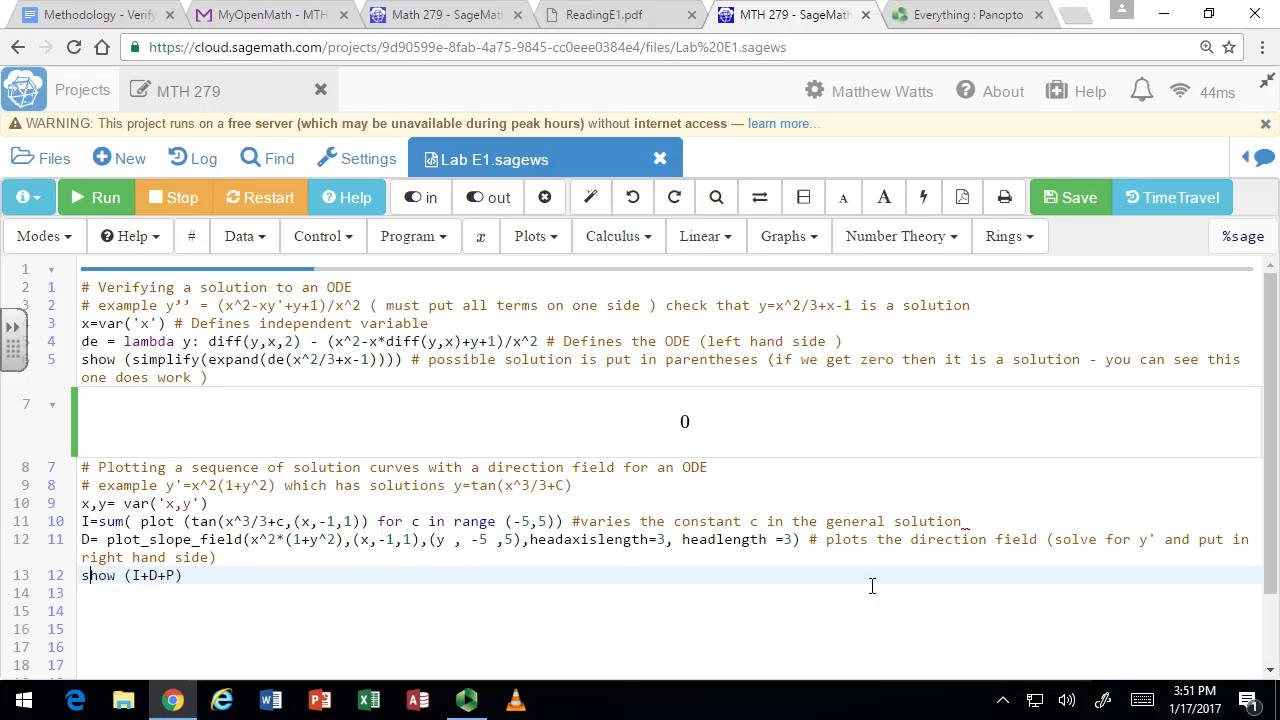 Methodology - Verify
MyOpenMath - MTH
Math 279 - SageMath
ReadingE1.pdf
MTH 279 - SageMath
Everything : Panopto
https://cloud.sagemath.com/projects/9d90599e-8fab-4a75-9845-cc0eee0384e4/files/Lab%20E1.sagews
Projects MTH 279 Matthew Watts About Help 44ms
WARNING: This project runs on a free server (which may be unavailable during peak hours) without internet access — learn more...
Files New Log Find Settings Lab E1.sagews
Run Stop Restart Help in out A A Save TimeTravel
Modes Help # Data Control Program x Plots Calculus Linear Graphs Number Theory Rings %sage
1
2 1 # Verifying a solution to an ODE
3 2 # example y’’ = (x^2-xy'+y+1)/x^2 ( must put all terms on one side ) check that y=x^2/3+x-1 is a solution
3 x=var('x') # Defines independent variable
4 de = lambda y: diff(y,x,2) - (x^2-x*diff(y,x)+y+1)/x^2 # Defines the ODE (left hand side )
6 5 show (simplify(expand(de(x^2/3+x-1)))) # possible solution is put in parentheses (if we get zero then it is a solution - you can see this
one does work )
7
0
8 7 # Plotting a sequence of solution curves with a direction field for an ODE
9 8 # example y'=x^2(1+y^2) which has solutions y=tan(x^3/3+C)
10 9 x,y= var('x,y')
11 10 I=sum( plot (tan(x^3/3+c,(x,-1,1)) for c in range (-5,5)) #varies the constant c in the general solution_
12 11 D= plot_slope_field(x^2*(1+y^2),(x,-1,1),(y , -5 ,5),headaxislength=3, headlength =3) # plots the direction field (solve for y' and put in
right hand side)
13 12 show (I+D+P)
14 13
15 14
16 15
17 16
18 17
3:51 PM
1/17/2017
1